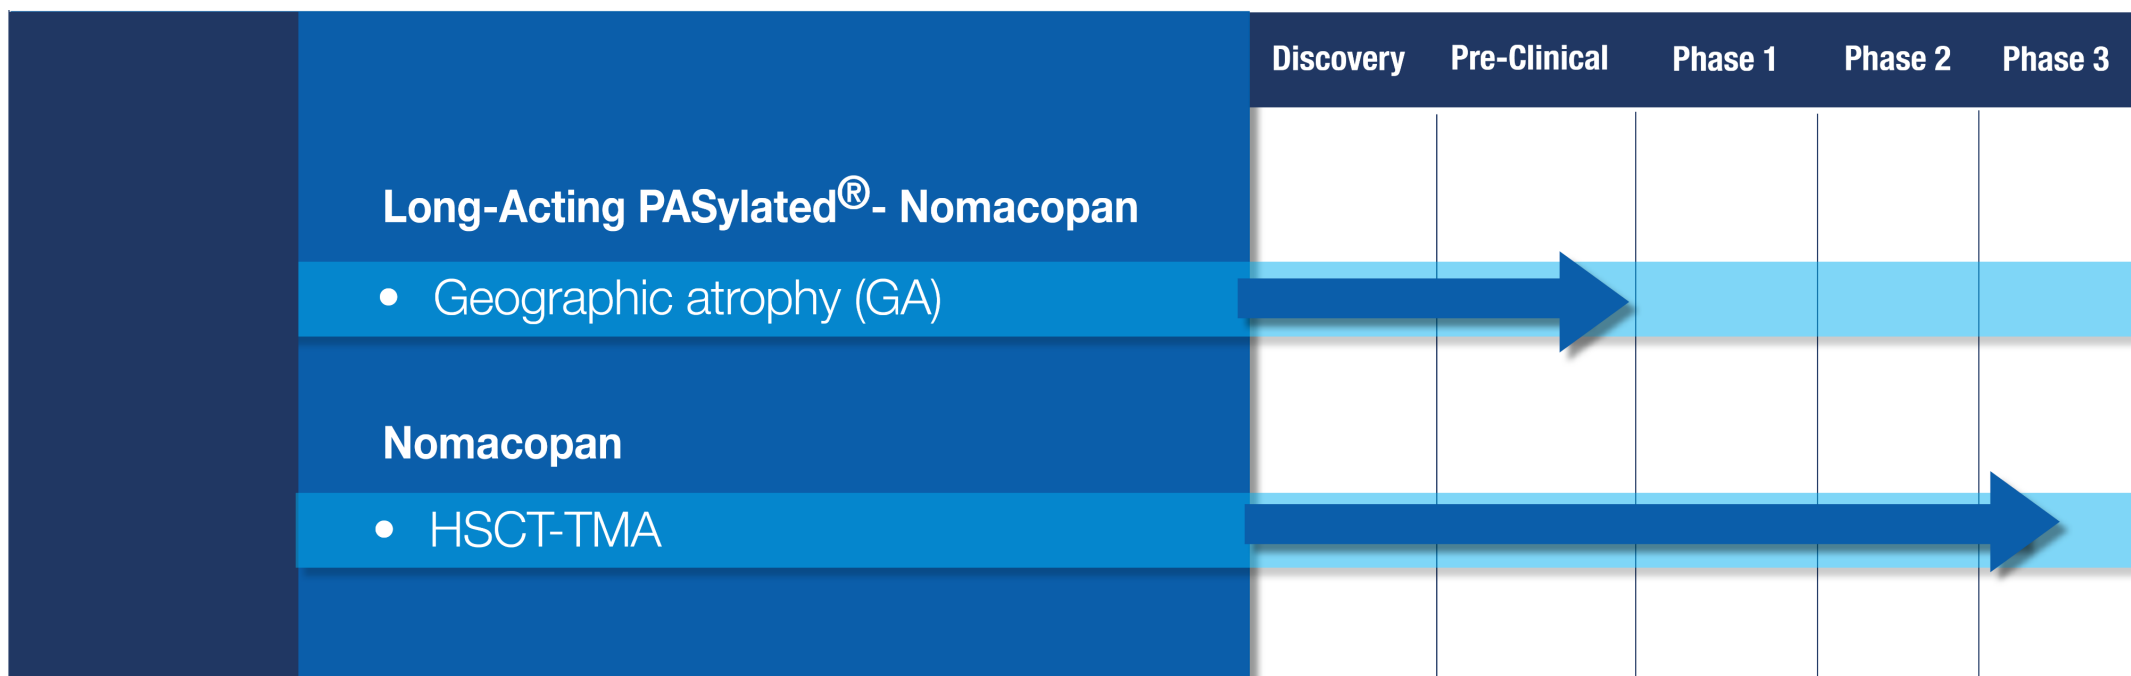 Discovery Pre-Clinical Phase 1 Phase 2 Phase 3
Long-Acting PASylated®- Nomacopan
• Geographic atrophy (GA)
Nomacopan
• HSCT-TMA